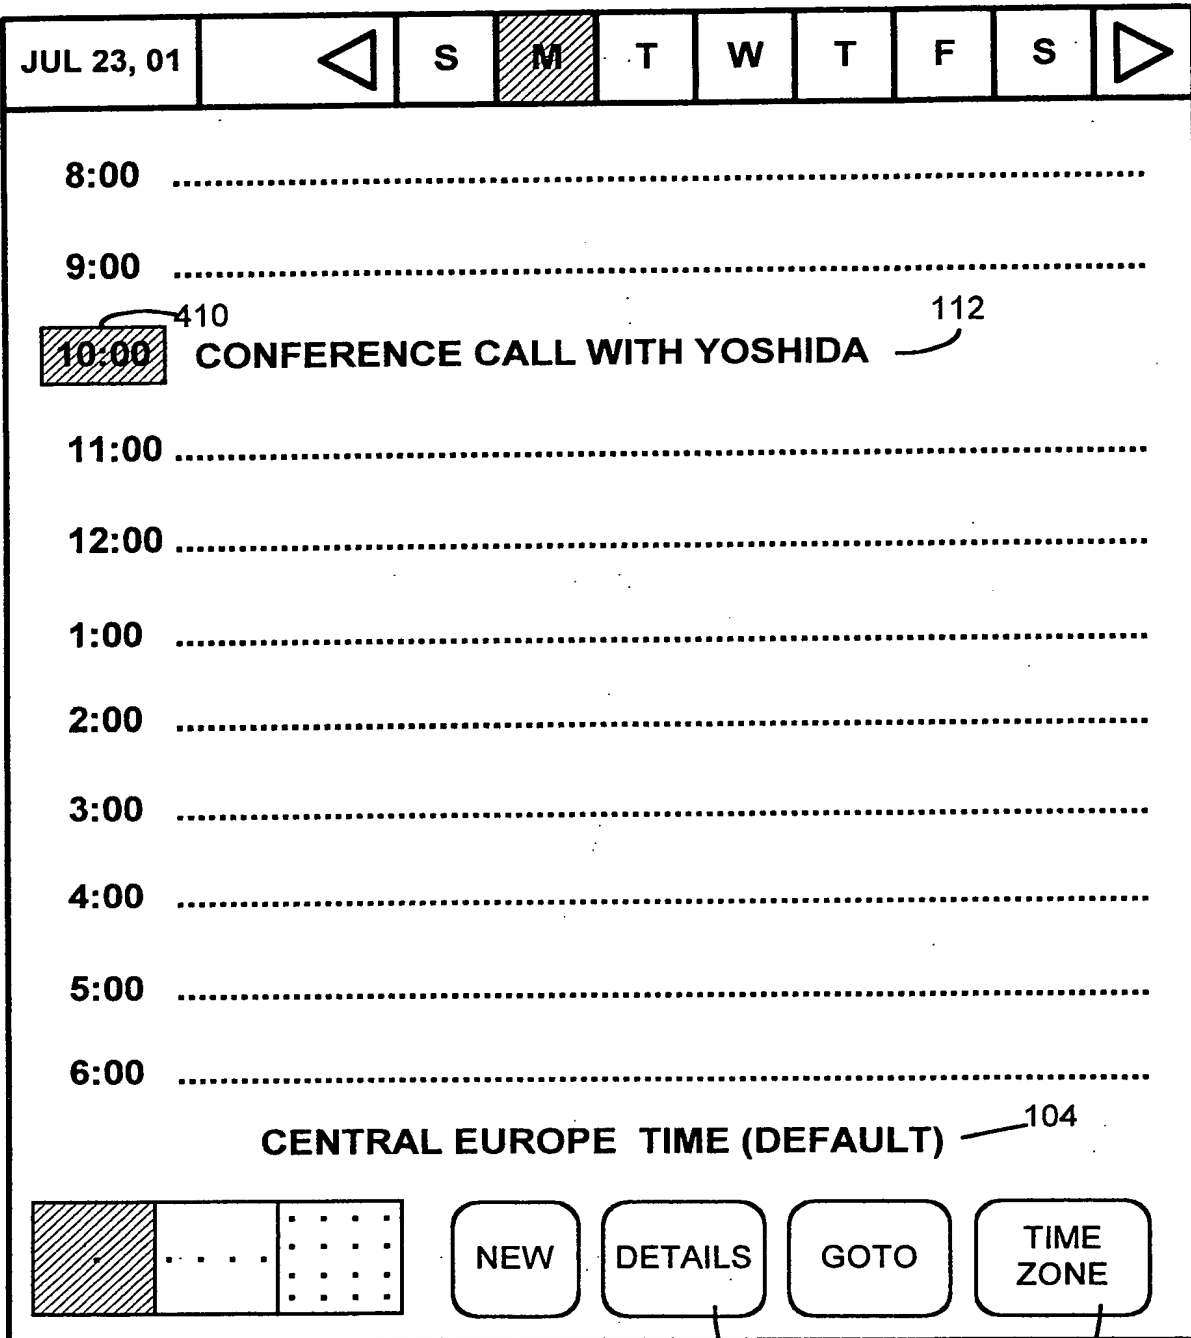 JUL 23, 01 S M T W T F S
8:00
9:00
410
112
10:00 CONFERENCE CALL WITH YOSHIDA
11:00
12:00
1:00
2:00
3:00
4:00
5:00
6:00
104
CENTRAL EUROPE TIME (DEFAULT)
NEW DETAILS GOTO TIME
ZONE